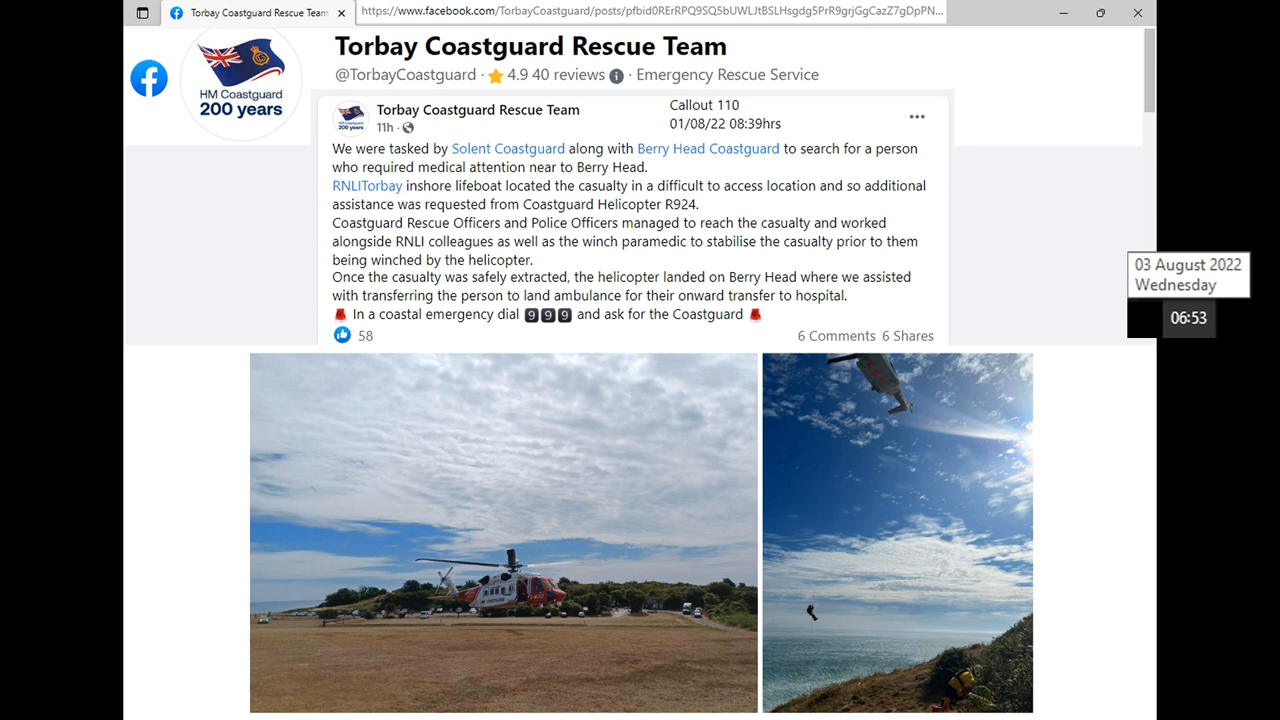 Torbay Coastguard Rescue Team
https://www.facebook.com/TorbayCoastguard/posts/pfbid0RErRPQ9SQ5bUWLJtBSLHsgdg5PrR9grjGgCazZ7gDpPN...
HM Coastguard
200 years
Torbay Coastguard Rescue Team
@TorbayCoastguard · 4.9 40 reviews · Emergency Rescue Service
HM Coastguard
200 years
Torbay Coastguard Rescue Team
11h ·
Callout 110
01/08/22 08:39hrs
We were tasked by Solent Coastguard along with Berry Head Coastguard to search for a person
who required medical attention near to Berry Head.
RNLITorbay inshore lifeboat located the casualty in a difficult to access location and so additional
assistance was requested from Coastguard Helicopter R924.
Coastguard Rescue Officers and Police Officers managed to reach the casualty and worked
alongside RNLI colleagues as well as the winch paramedic to stabilise the casualty prior to them
being winched by the helicopter.
Once the casualty was safely extracted, the helicopter landed on Berry Head where we assisted
with transferring the person to land ambulance for their onward transfer to hospital.
In a coastal emergency dial 999 and ask for the Coastguard
58
6 Comments 6 Shares
03 August 2022
Wednesday
06:53